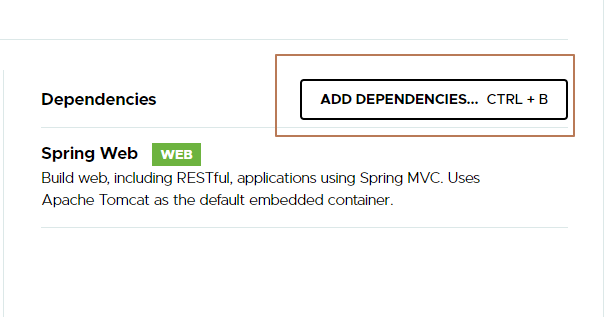 Dependencies
ADD DEPENDENCIES... CTRL + B
Spring Web WEB
Build web, including RESTful, applications using Spring MVC. Uses
Apache Tomcat as the default embedded container.